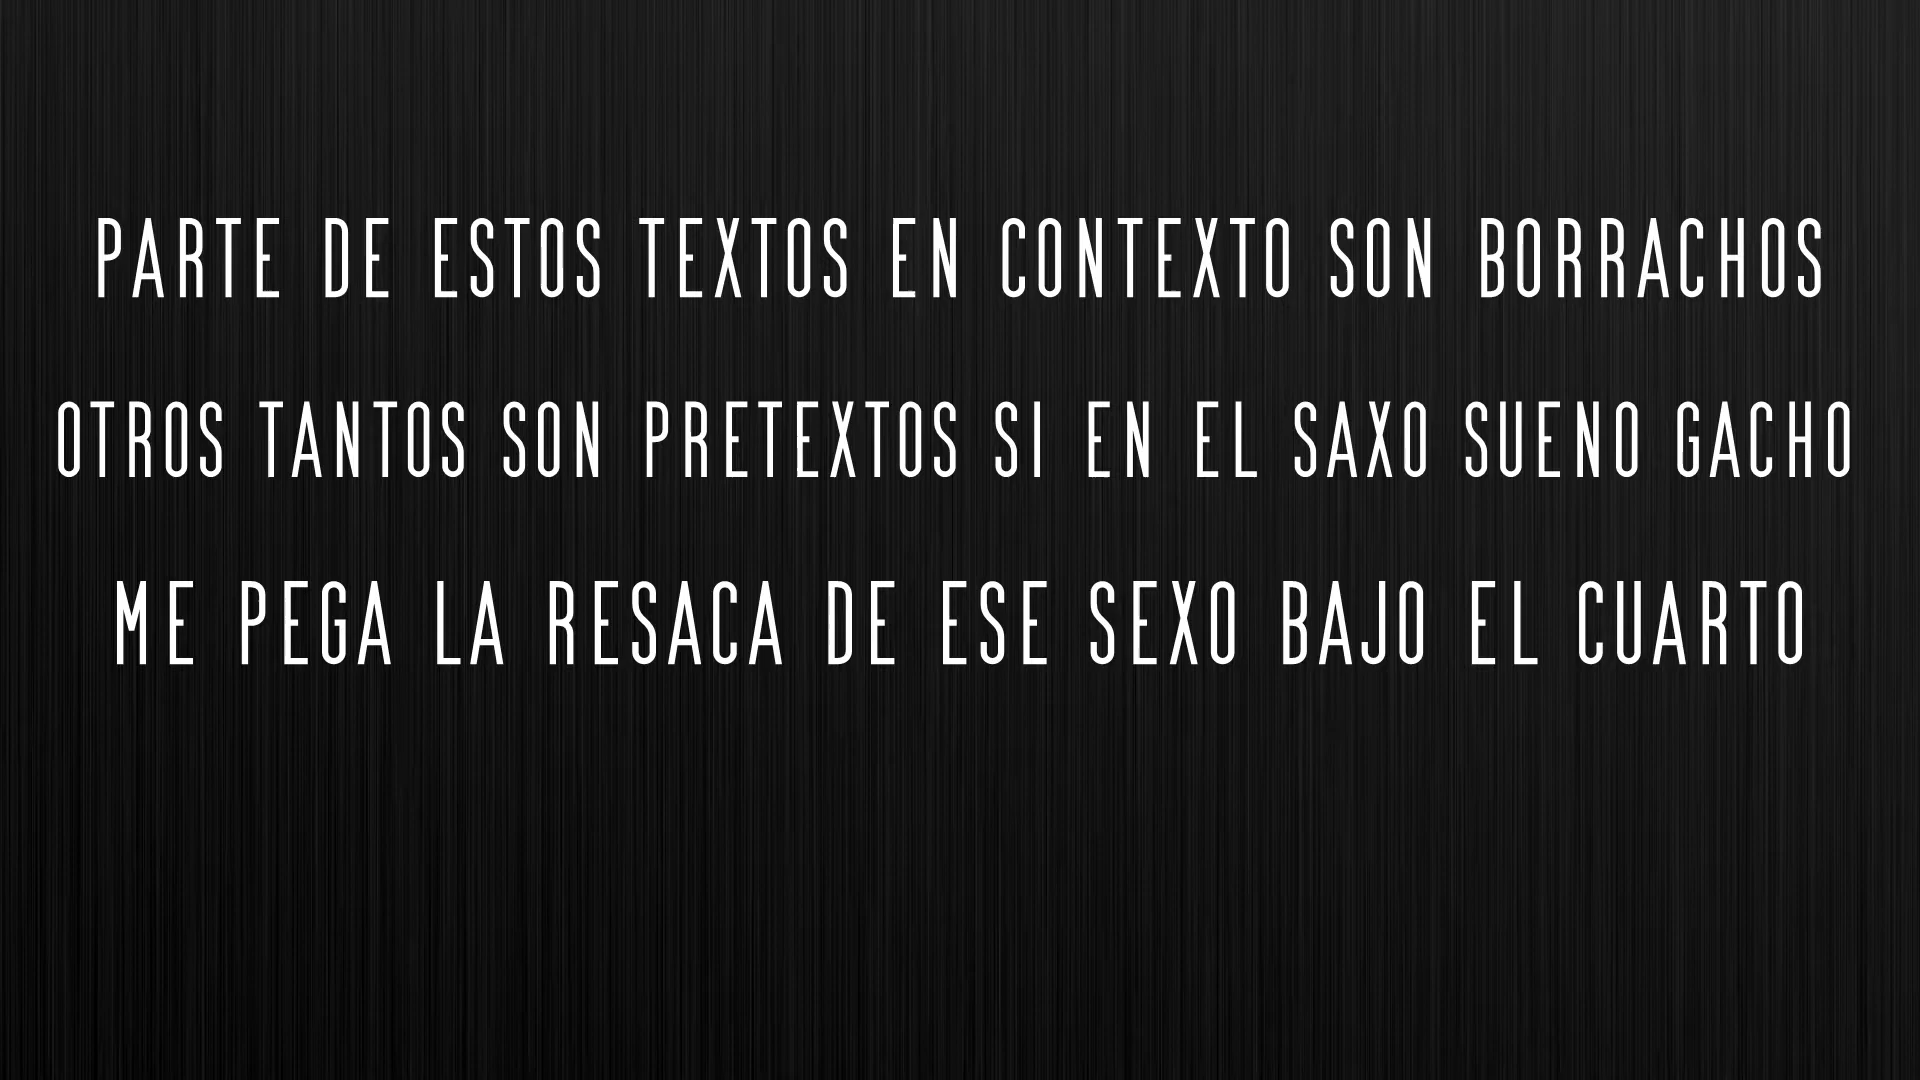 PARTE DE ESTOS TEXTOS EN CONTEXTO SON BORRACHOS
OTROS TANTOS SON PRETEXTOS SI EN EL SAXO SUENO GACHO
ME PEGA LA RESACA DE ESE SEXO BAJO EL CUARTO